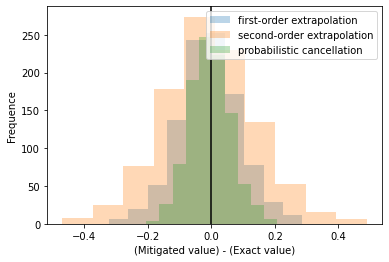 first-order extrapolation
second-order extrapolation
probabilistic cancellation
Frequence
250
200
150
100
50
0
−0.4
−0.2
0.0
0.2
0.4
(Mitigated value) - (Exact value)